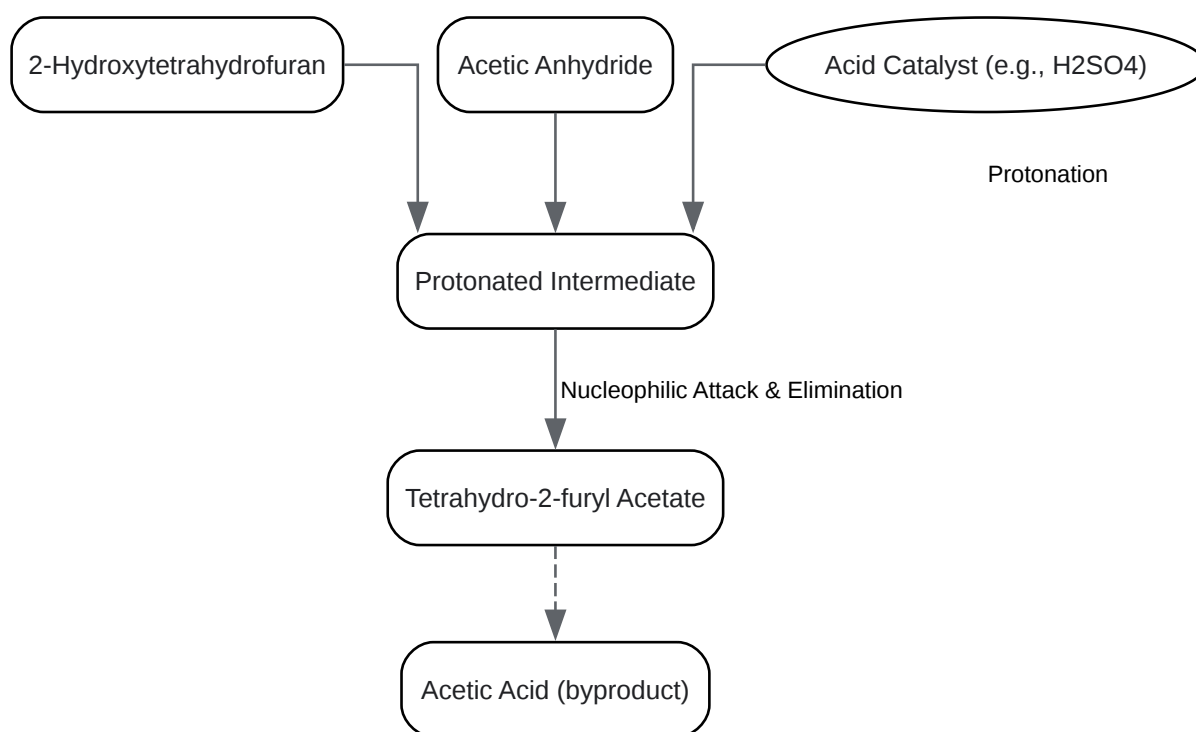 2-Hydroxytetrahydrofuran
Acetic Anhydride
Acid Catalyst (e.g., H2SO4)
Protonation
Protonated Intermediate
Nucleophilic Attack & Elimination
Tetrahydro-2-furyl Acetate
Acetic Acid (byproduct)